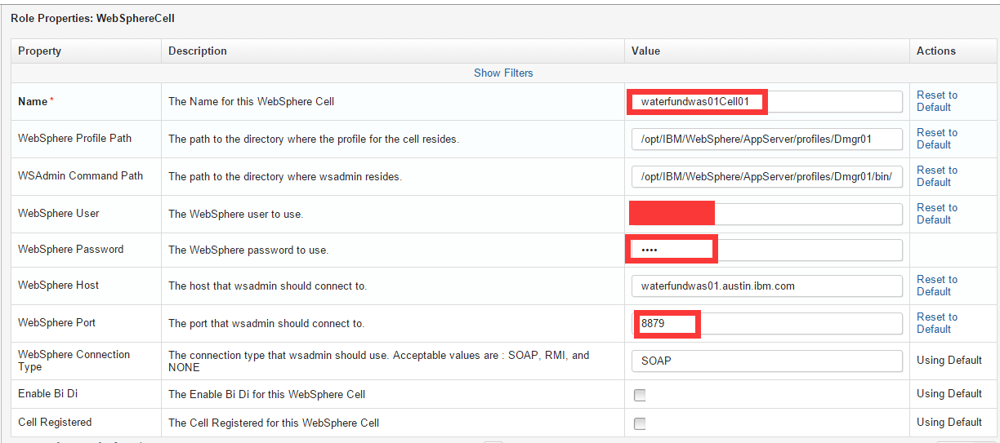 Role Properties: WebSphereCell
Property Description Value Actions
Show Filters
Name * The Name for this WebSphere Cell waterfundwas01Cell01 Reset to
Default
WebSphere Profile Path The path to the directory where the profile for the cell resides. /opt/IBM/WebSphere/AppServer/profiles/Dmgr01 Reset to
Default
WSAdmin Command Path The path to the directory where wsadmin resides. /opt/IBM/WebSphere/AppServer/profiles/Dmgr01/bin/ Reset to
Default
WebSphere User The WebSphere user to use. Reset to
Default
WebSphere Password The WebSphere password to use. ••••
WebSphere Host The host that wsadmin should connect to. waterfundwas01.austin.ibm.com Reset to
Default
WebSphere Port The port that wsadmin should connect to. 8879 Reset to
Default
WebSphere Connection The connection type that wsadmin should use. Acceptable values are : SOAP, RMI, and
Type NONE SOAP Using Default
Enable Bi Di The Enable Bi Di for this WebSphere Cell Using Default
Cell Registered The Cell Registered for this WebSphere Cell Using Default